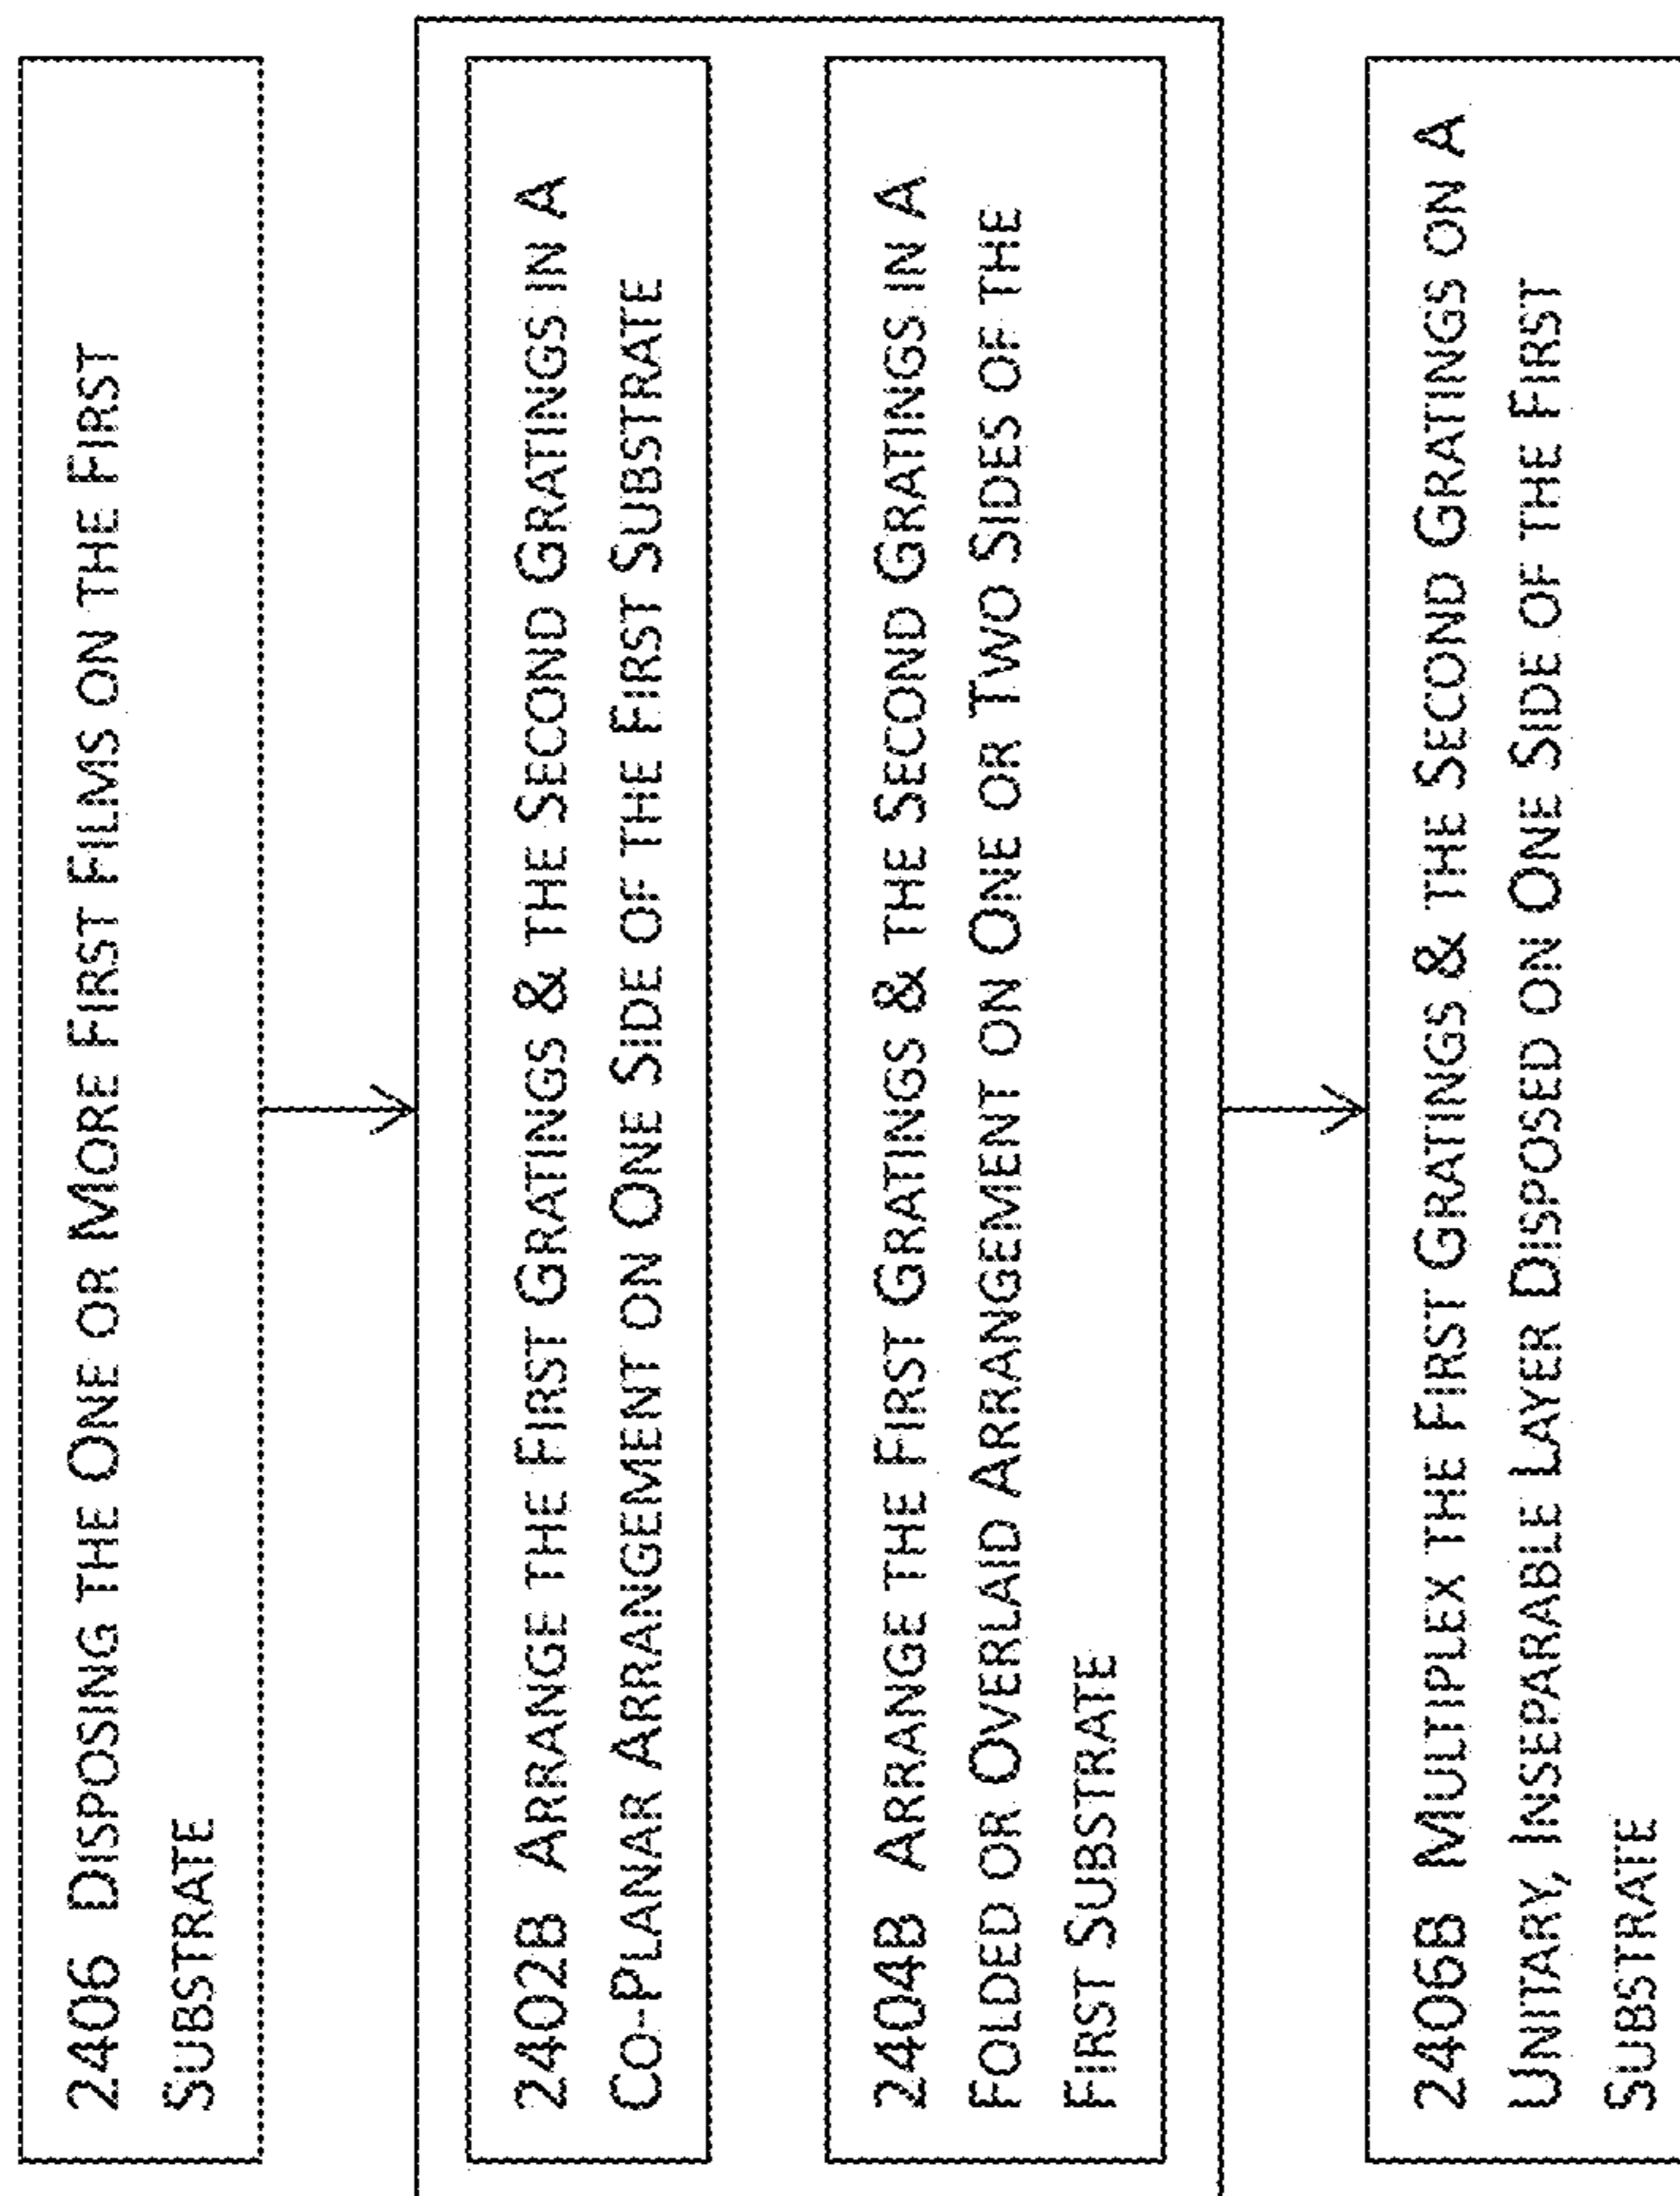 2406 Disposing the One or More First Films on the First
Substrate
2402B Arrange the First Gratings & the Second Gratings in a
Co-Planar Arrangement on One Side of the First Substrate
2404B Arrange the First Gratings & the Second Gratings in a
Folded or Overlaid Arrangement on One or Two Sides of the
First Substrate
2406B Multiplex the First Gratings & the Second Gratings on a
Unitary, Inseparable Layer Disposed on One Side of the First
Substrate